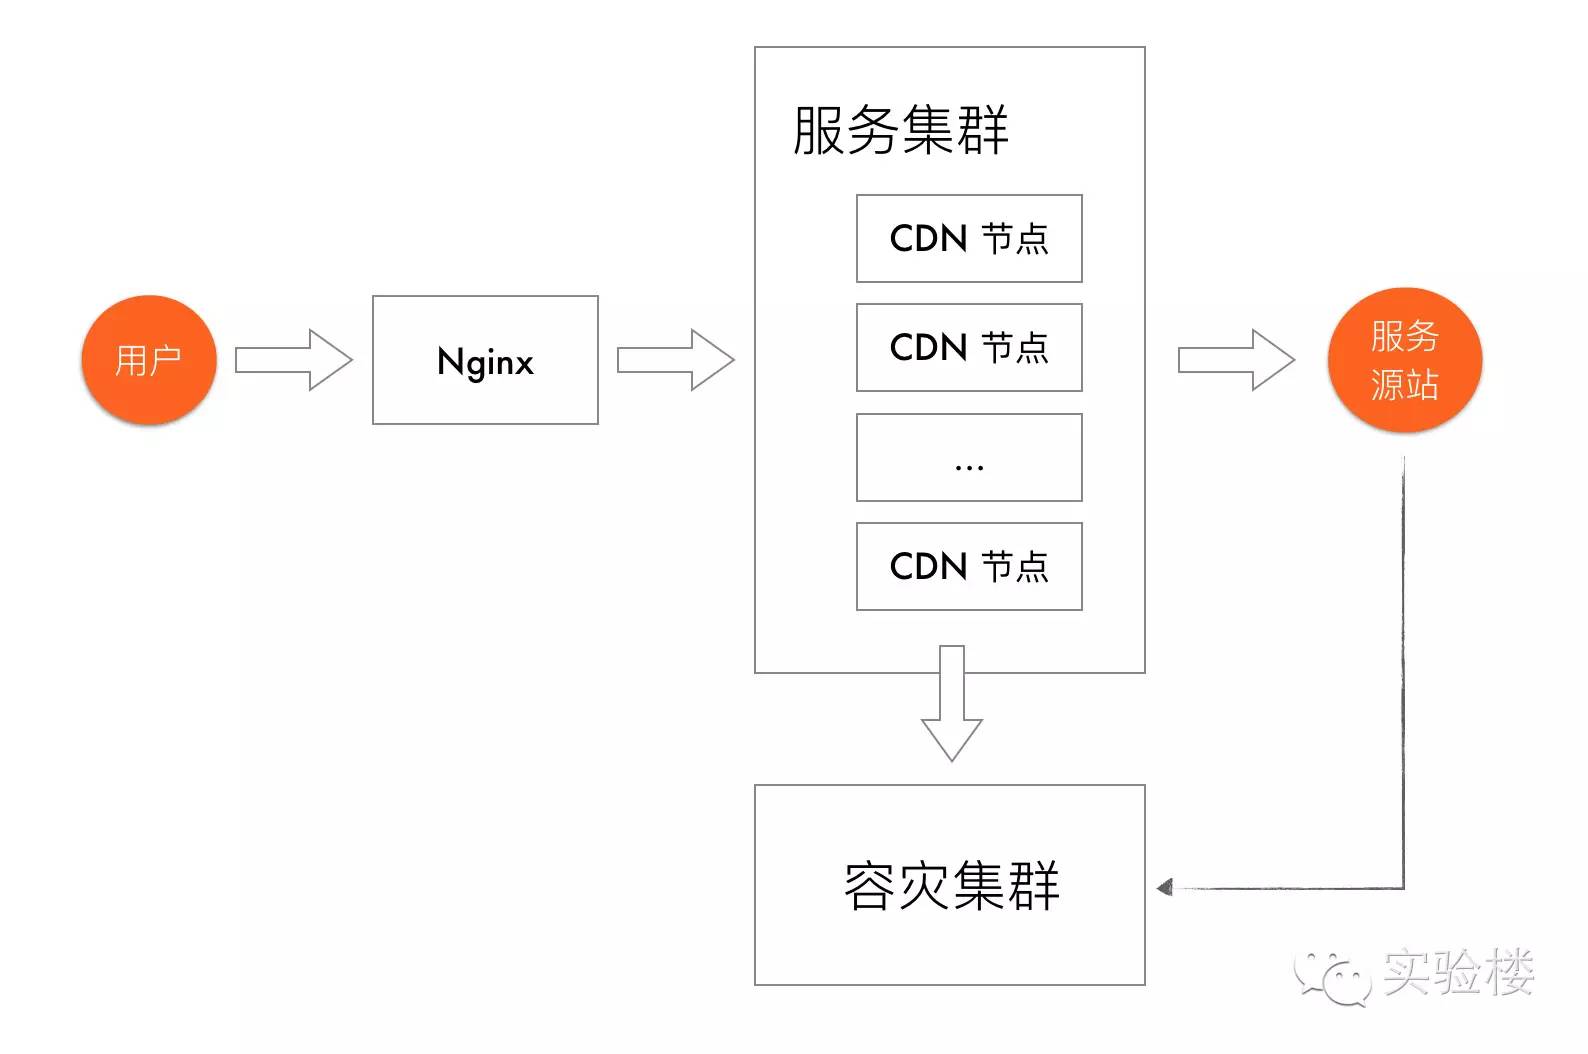 服务集群
CDN 节点
CDN 节点
...
CDN 节点
用户
Nginx
服务
源站
容灾集群
实验楼